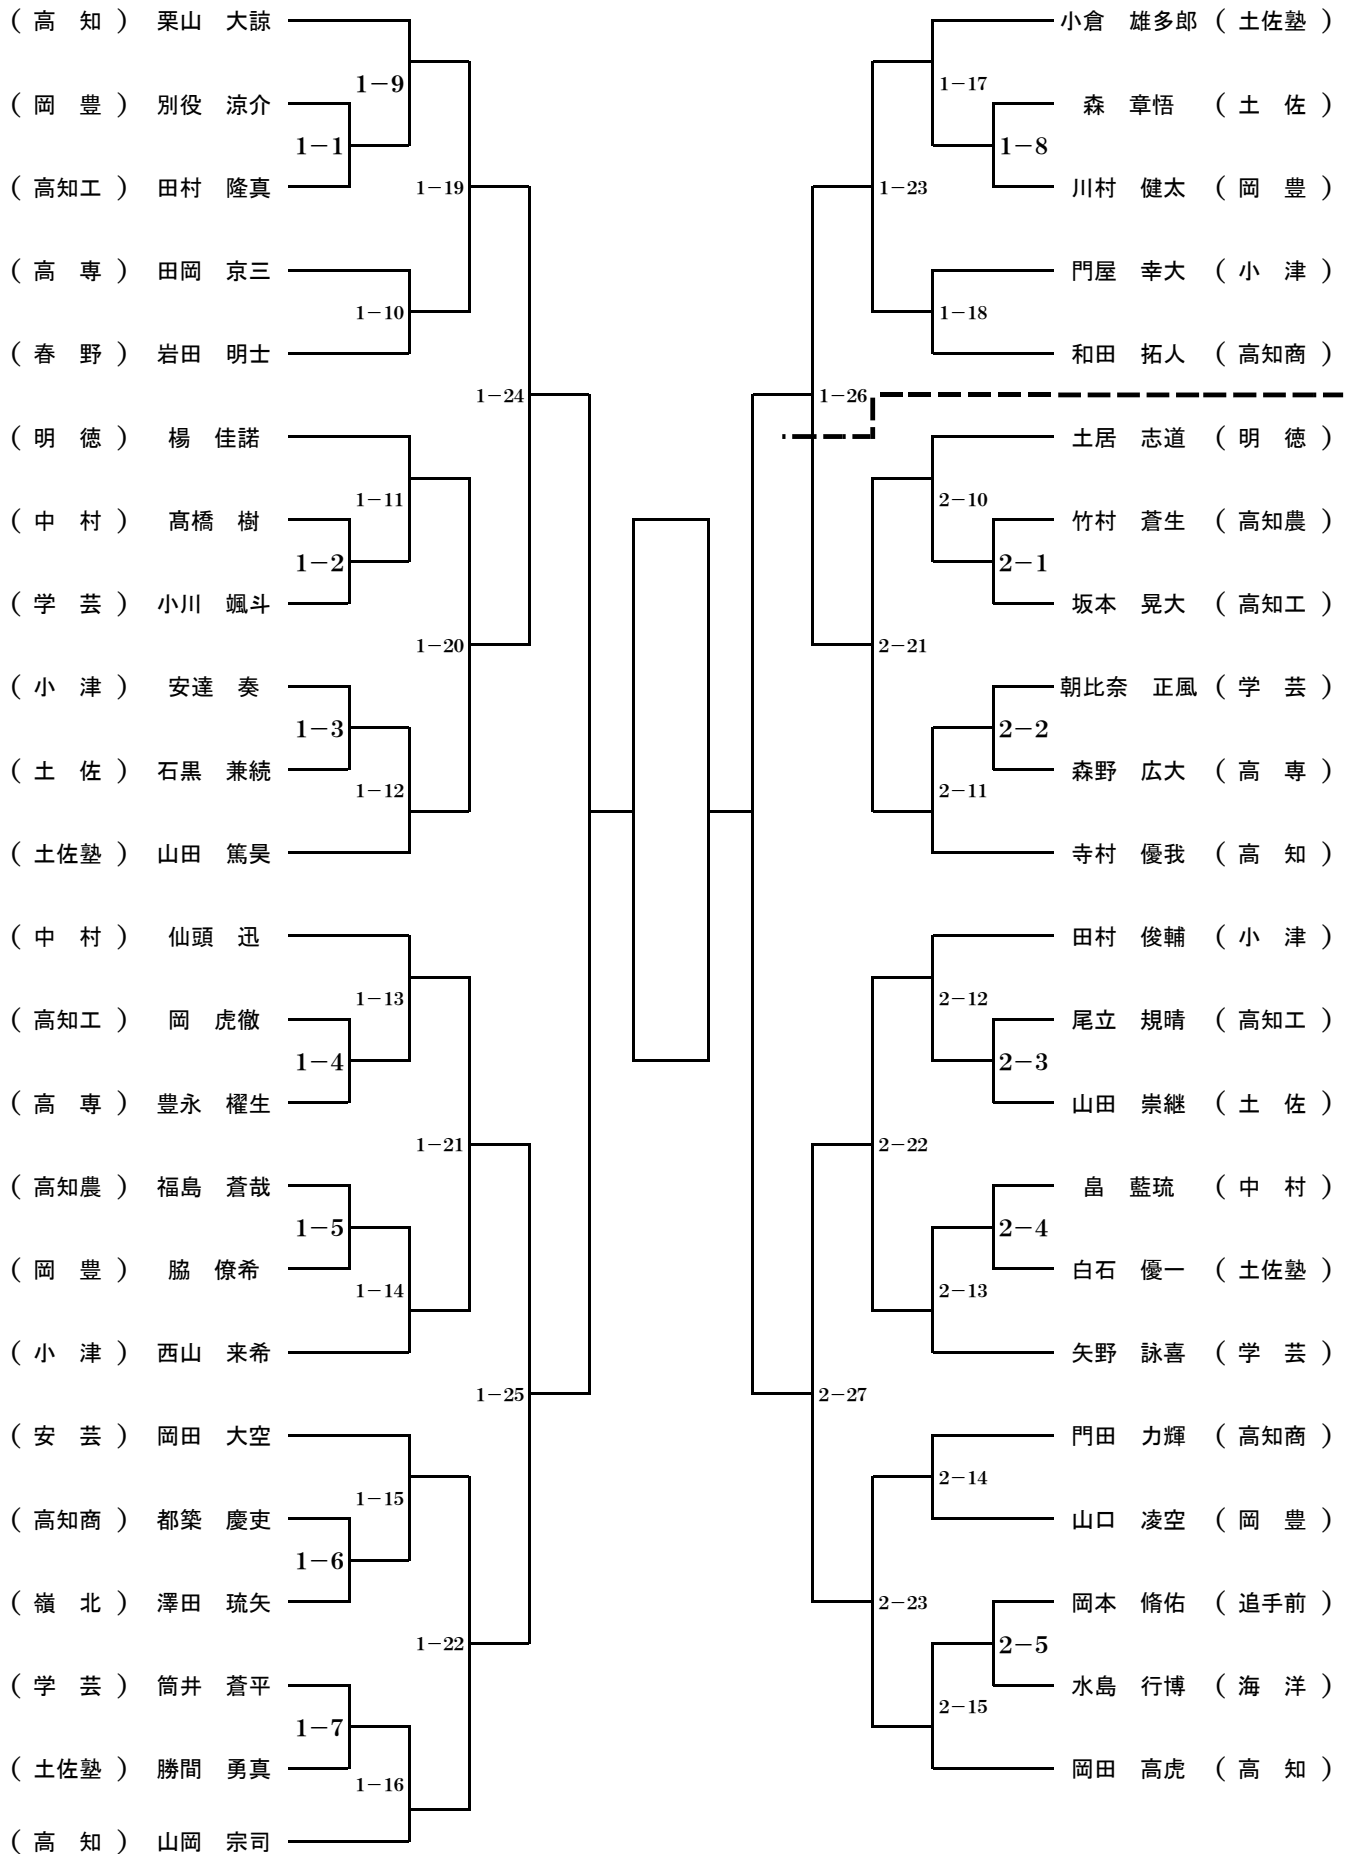 （ 高　知 ） 栗山　大諒
1－9
（ 岡　豊 ） 別役　涼介
1－1
（ 高知工 ） 田村　隆真
1－19
（ 高　専 ） 田岡　京三
1－10
（ 春　野 ） 岩田　明士
1－24
（ 明　徳 ） 楊　佳諾
1－11
（ 中　村 ） 髙橋　樹
1－2
（ 学　芸 ） 小川　颯斗
1－20
（ 小　津 ） 安達　奏
1－3
（ 土　佐 ） 石黒　兼続
1－12
（ 土佐塾 ） 山田　篤昊
（ 中　村 ） 仙頭　迅
1－13
（ 高知工 ） 岡　虎徹
1－4
（ 高　専 ） 豊永　櫂生
1－21
（ 高知農 ） 福島　蒼哉
1－5
（ 岡　豊 ） 脇　僚希
1－14
（ 小　津 ） 西山　来希
1－25
（ 安　芸 ） 岡田　大空
1－15
（ 高知商 ） 都築　慶吏
1－6
（ 嶺　北 ） 澤田　琉矢
1－22
（ 学　芸 ） 筒井　蒼平
1－7
（ 土佐塾 ） 勝間　勇真
1－16
（ 高　知 ） 山岡　宗司
小倉　雄多郎 （ 土佐塾 ）
1－17
森　章悟 （ 土　佐 ）
1－8
川村　健太 （ 岡　豊 ）
1－23
門屋　幸大 （ 小　津 ）
1－18
和田　拓人 （ 高知商 ）
1－26
土居　志道 （ 明　徳 ）
2－10
竹村　蒼生 （ 高知農 ）
2－1
坂本　晃大 （ 高知工 ）
2－21
朝比奈　正風 （ 学　芸 ）
2－2
森野　広大 （ 高　専 ）
2－11
寺村　優我 （ 高　知 ）
田村　俊輔 （ 小　津 ）
2－12
尾立　規晴 （ 高知工 ）
2－3
山田　崇継 （ 土　佐 ）
2－22
畠　藍琉 （ 中　村 ）
2－4
白石　優一 （ 土佐塾 ）
2－13
矢野　詠喜 （ 学　芸 ）
2－27
門田　力輝 （ 高知商 ）
2－14
山口　凌空 （ 岡　豊 ）
2－23
岡本　脩佑 （ 追手前 ）
2－5
水島　行博 （ 海　洋 ）
2－15
岡田　高虎 （ 高　知 ）